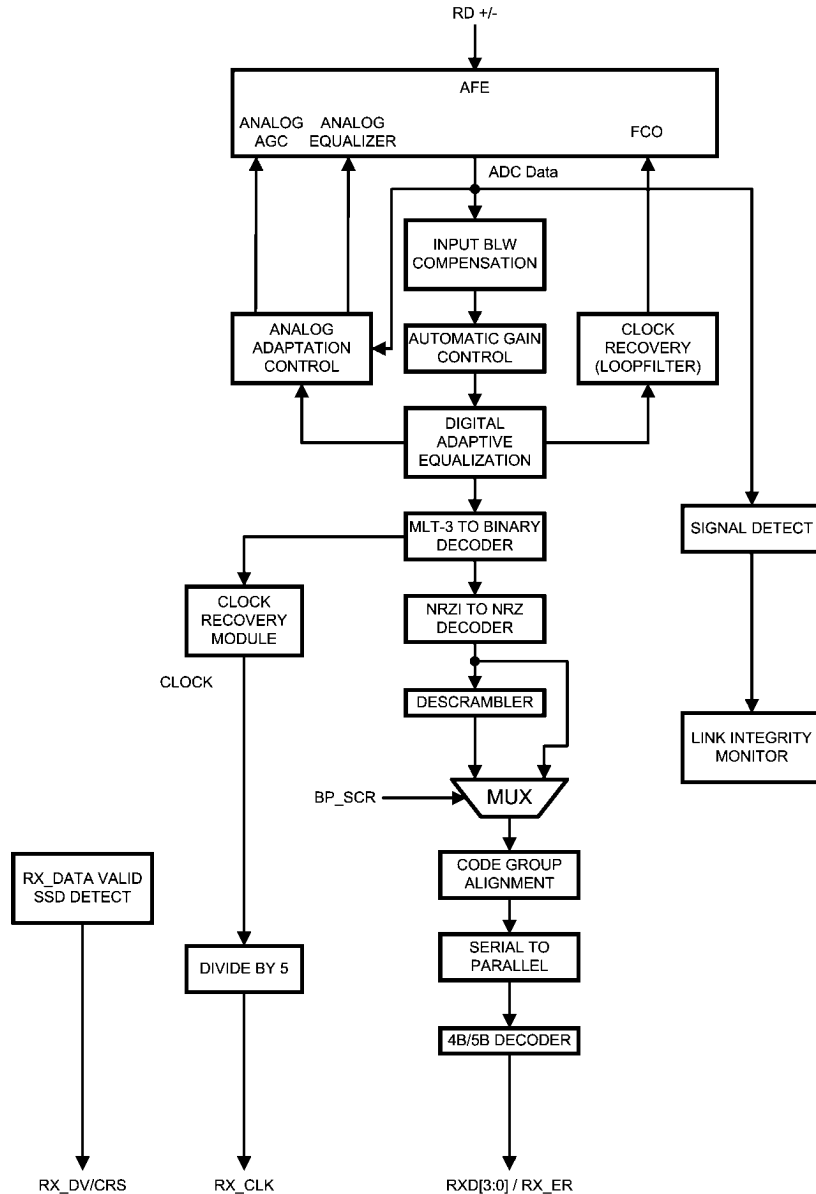 RD +/-
AFE
ANALOG
AGC
ANALOG
EQUALIZER
FCO
ADC Data
INPUT BLW
COMPENSATION
ANALOG
ADAPTATION
CONTROL
AUTOMATIC GAIN
CONTROL
CLOCK
RECOVERY
(LOOPFILTER)
DIGITAL
ADAPTIVE
EQUALIZATION
MLT-3 TO BINARY
DECODER
SIGNAL DETECT
CLOCK
RECOVERY
MODULE
NRZI TO NRZ
DECODER
CLOCK
DESCRAMBLER
LINK INTEGRITY
MONITOR
BP_SCR
MUX
RX_DATA VALID
SSD DETECT
CODE GROUP
ALIGNMENT
DIVIDE BY 5
SERIAL TO
PARALLEL
4B/5B DECODER
RX_DV/CRS
RX_CLK
RXD[3:0] / RX_ER